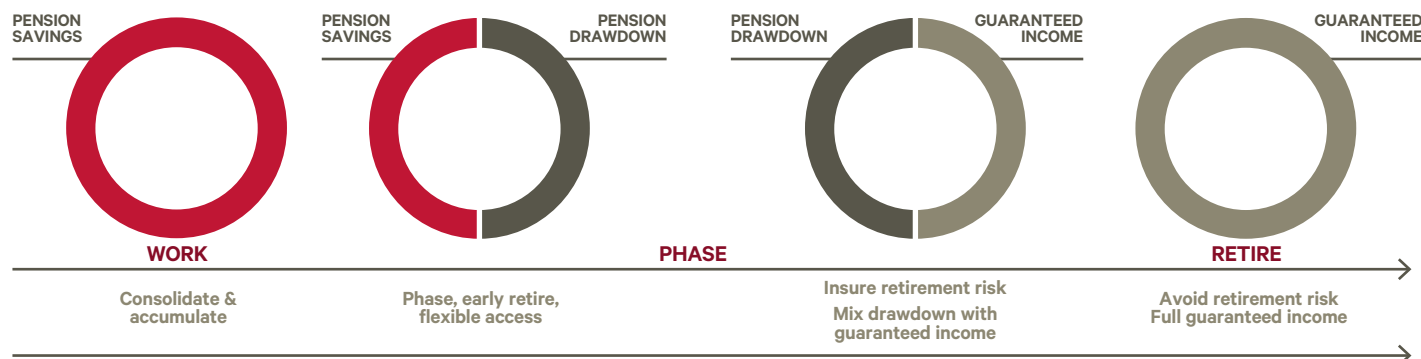 PENSION
SAVINGS
PENSION
SAVINGS
PENSION
DRAWDOWN
PENSION
DRAWDOWN
GUARANTEED
INCOME
GUARANTEED
INCOME
WORK
PHASE
RETIRE
Consolidate &
accumulate
Phase, early retire,
flexible access
Insure retirement risk
Mix drawdown with
guaranteed income
Avoid retirement risk
Full guaranteed income